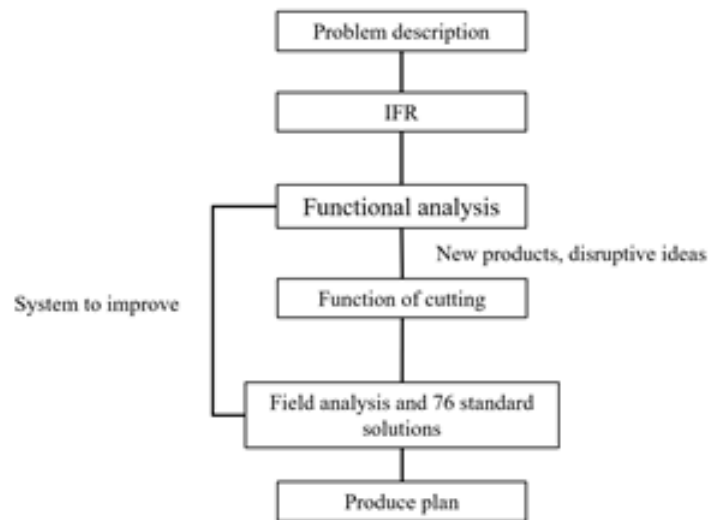 Problem description
IFR
Functional analysis
New products, disruptive ideas
Function of cutting
System to improve
Field analysis and 76 standard
solutions
Produce plan